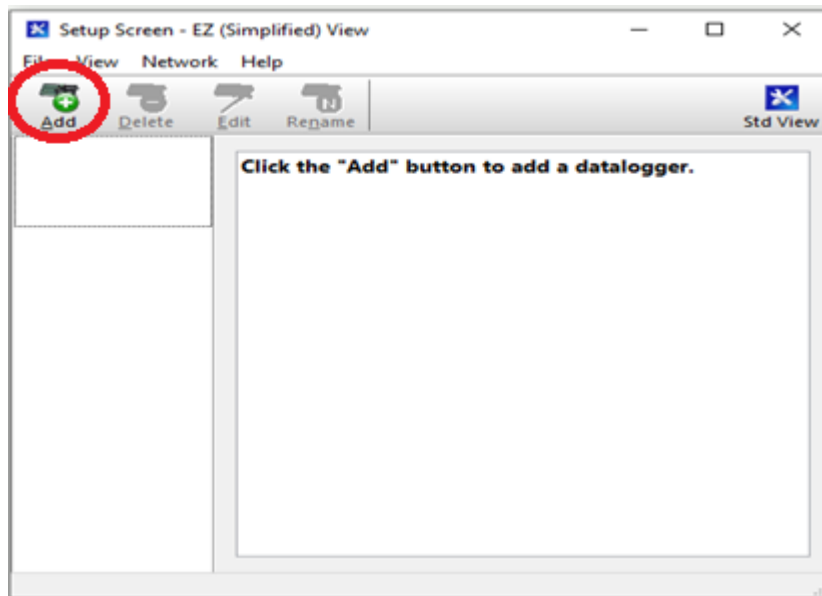 Setup Screen - EZ (Simplified) View
File View Network Help
Add Delete Edit Rename Std View
Click the "Add" button to add a datalogger.